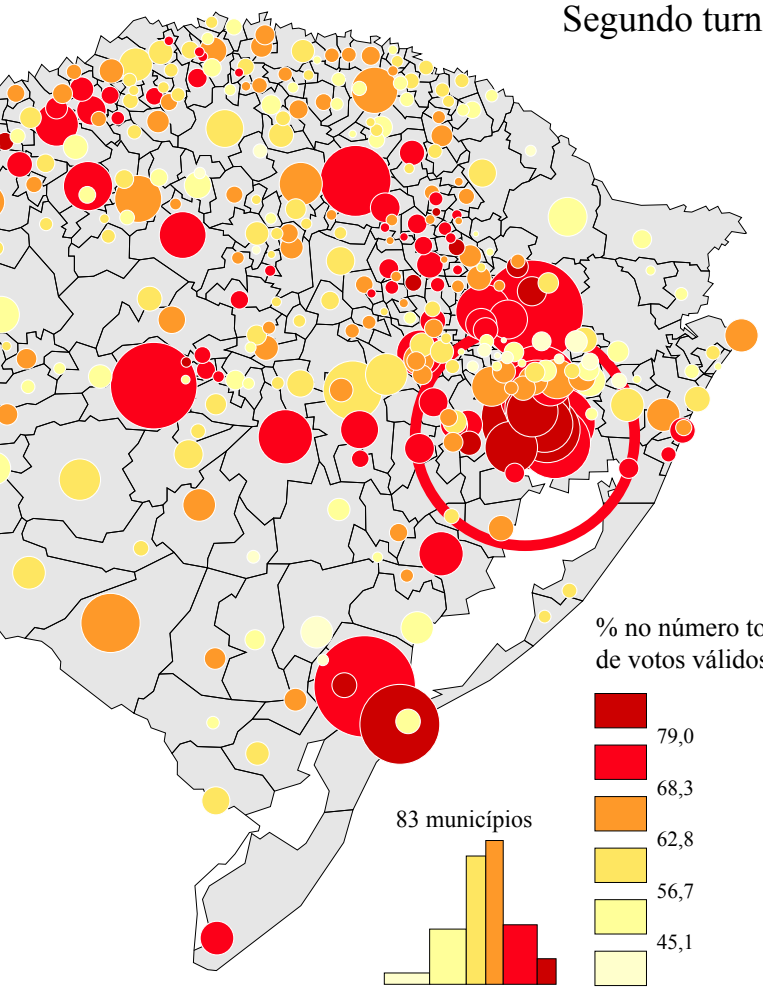 Segundo turn
% no número to
de votos válidos
79,0
68,3
62,8
56,7
45,1
83 municípios